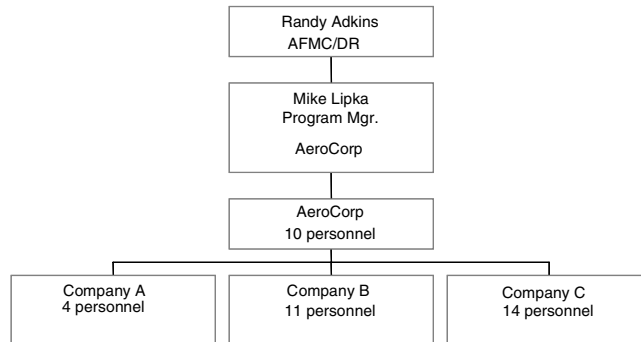 Randy Adkins
AFMC/DR
Mike Lipka
Program Mgr.
AeroCorp
AeroCorp
10 personnel
Company A
4 personnel
Company B
11 personnel
Company C
14 personnel